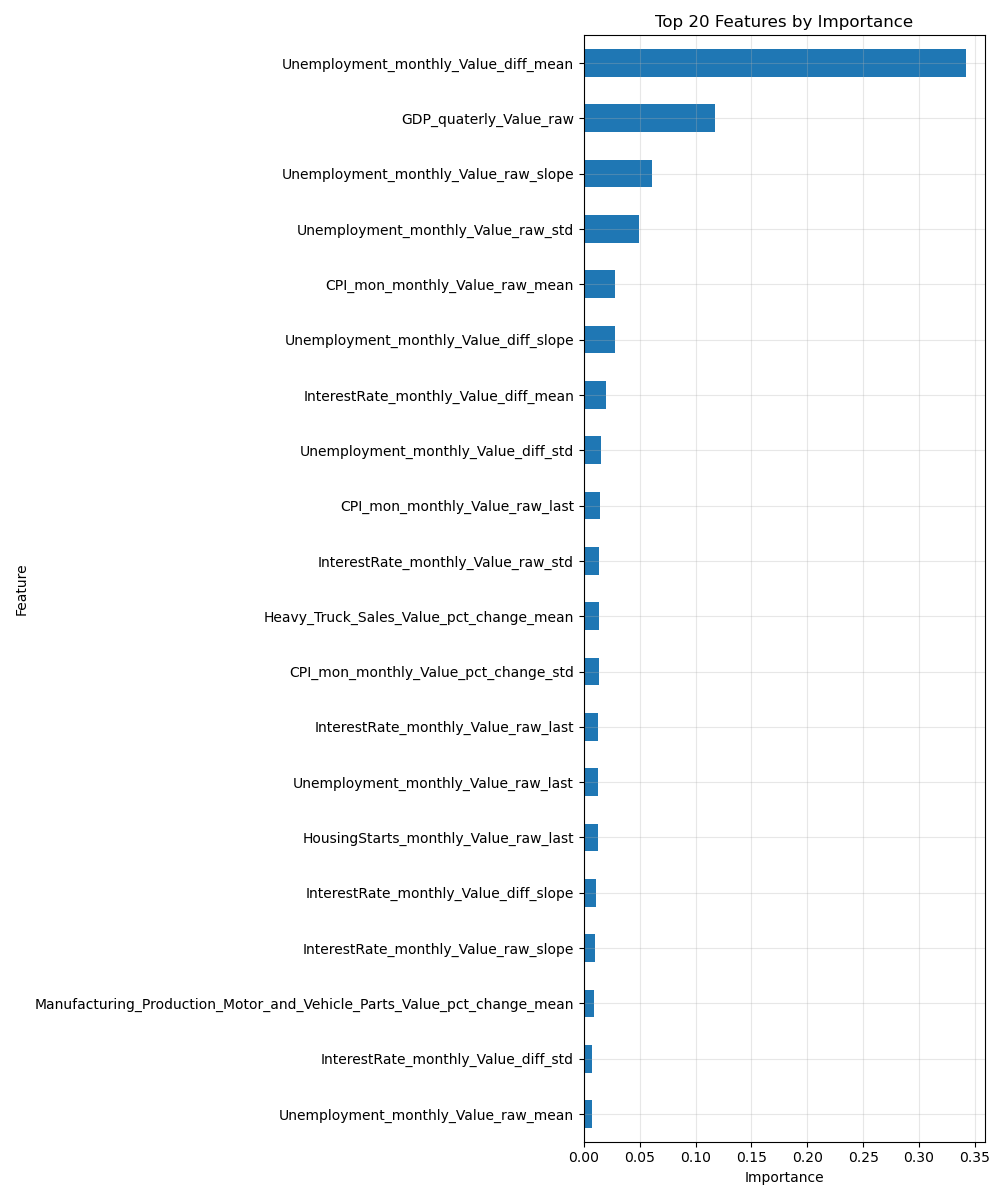 Top 20 Features by Importance
Unemployment_monthly_Value_diff_mean
GDP_quaterly_Value_raw
Unemployment_monthly_Value_raw_slope
Unemployment_monthly_Value_raw_std
CPI_mon_monthly_Value_raw_mean
Unemployment_monthly_Value_diff_slope
InterestRate_monthly_Value_diff_mean
Unemployment_monthly_Value_diff_std
CPI_mon_monthly_Value_raw_last
InterestRate_monthly_Value_raw_std
Heavy_Truck_Sales_Value_pct_change_mean
CPI_mon_monthly_Value_pct_change_std
InterestRate_monthly_Value_raw_last
Unemployment_monthly_Value_raw_last
HousingStarts_monthly_Value_raw_last
InterestRate_monthly_Value_diff_slope
InterestRate_monthly_Value_raw_slope
Manufacturing_Production_Motor_and_Vehicle_Parts_Value_pct_change_mean
InterestRate_monthly_Value_diff_std
Unemployment_monthly_Value_raw_mean
Feature
0.00 0.05 0.10 0.15 0.20 0.25 0.30 0.35
Importance